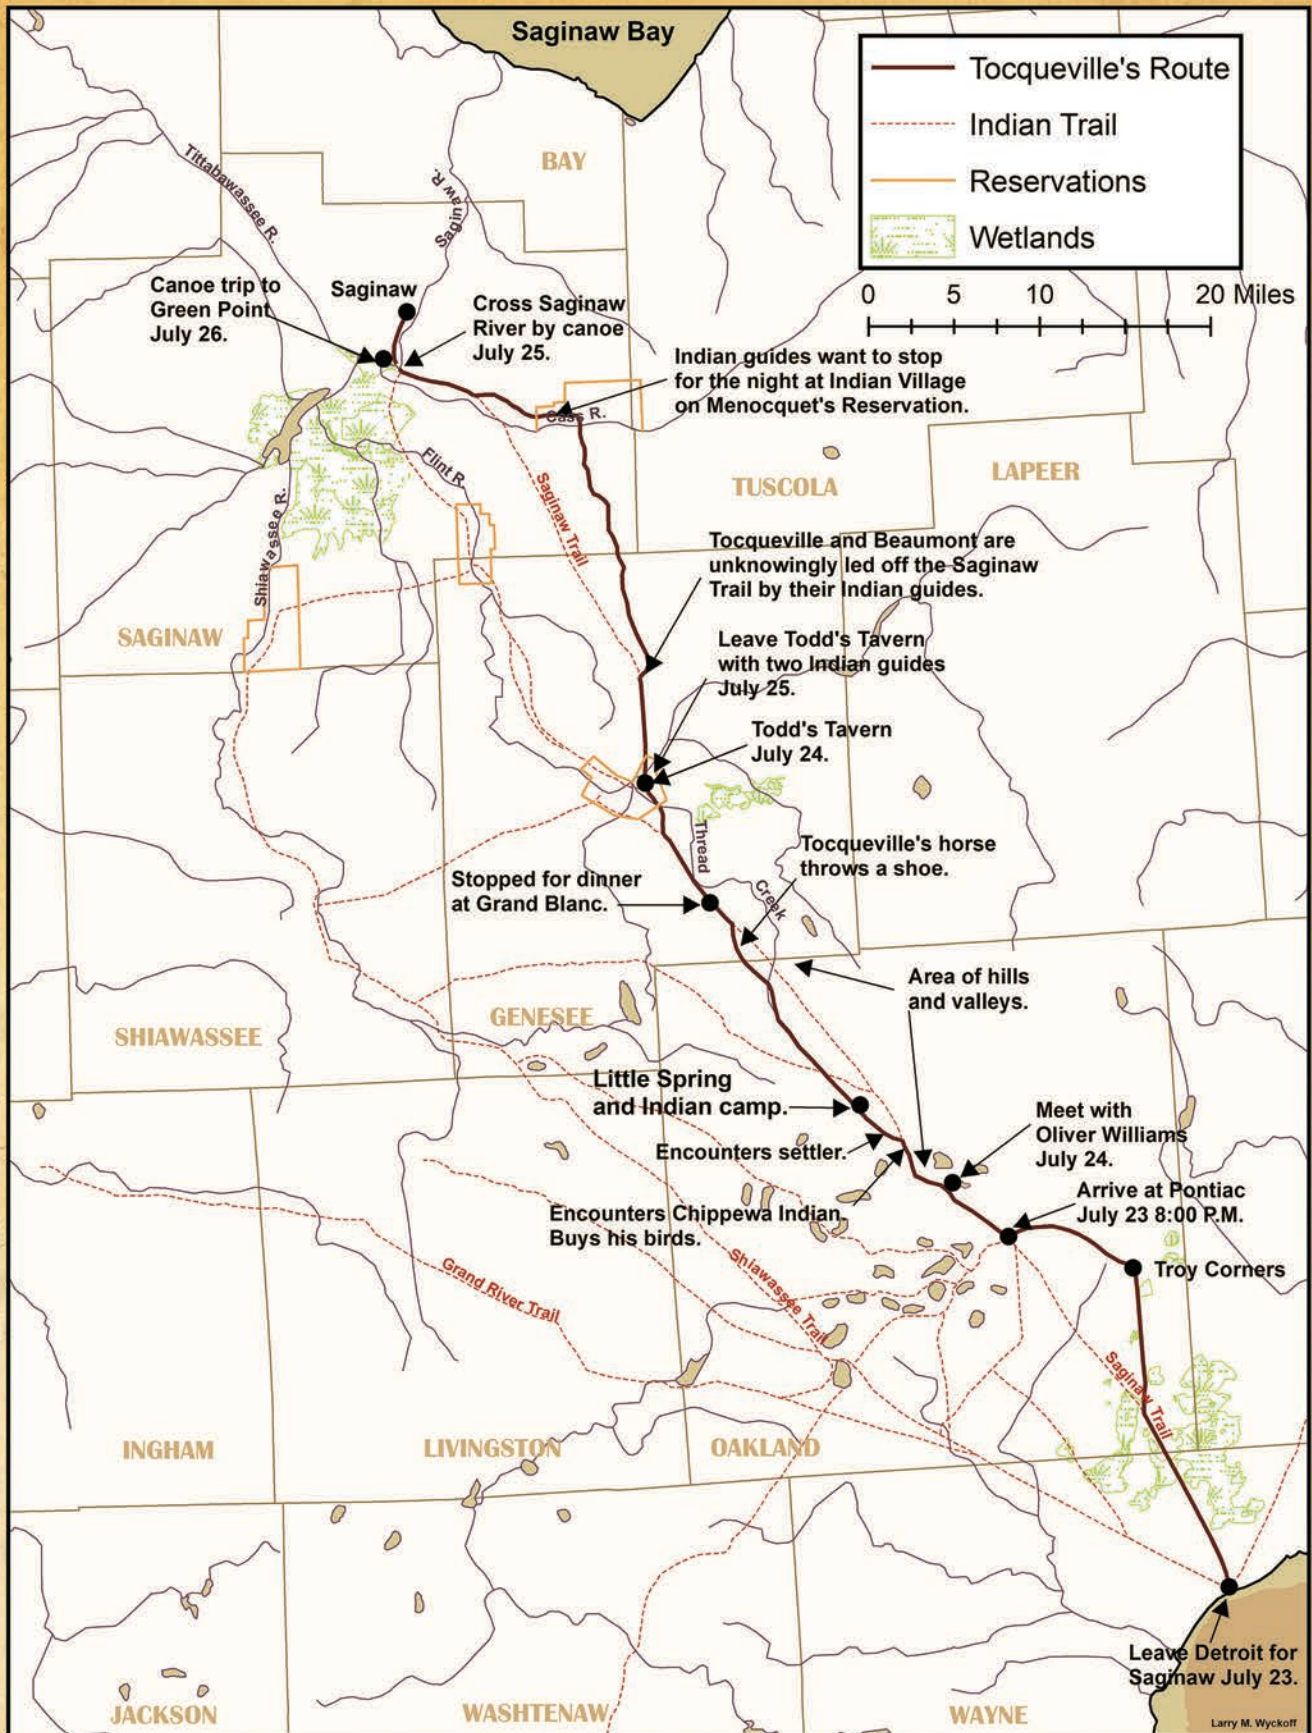 Saginaw Bay
Tocqueville's Route
Indian Trail
Reservations
Wetlands
0 5 10 20 Miles
BAY
Tittabawassee R.
Saginaw R.
Canoe trip to
Green Point
July 26.
Saginaw
Cross Saginaw
River by canoe
July 25.
Indian guides want to stop
for the night at Indian Village
on Menocquet's Reservation.
Cass R.
Flint R.
Saginaw Trail
TUSCOLA
LAPEER
Shiawassee R.
Tocqueville and Beaumont are
unknowingly led off the Saginaw
Trail by their Indian guides.
SAGINAW
Leave Todd's Tavern
with two Indian guides
July 25.
Todd's Tavern
July 24.
Thread
Creek
Tocqueville's horse
throws a shoe.
Stopped for dinner
at Grand Blanc.
Area of hills
and valleys.
GENESEE
SHIAWASSEE
Little Spring
and Indian camp.
Encounters settler.
Meet with
Oliver Williams
July 24.
Arrive at Pontiac
July 23 8:00 P.M.
Encounters Chippewa Indian.
Buys his birds.
Troy Corners
Grand River Trail
Shiawassee Trail
Saginaw Trail
INGHAM
LIVINGSTON
OAKLAND
Leave Detroit for
Saginaw July 23.
JACKSON
WASHTENAW
WAYNE
Larry M. Wyckoff